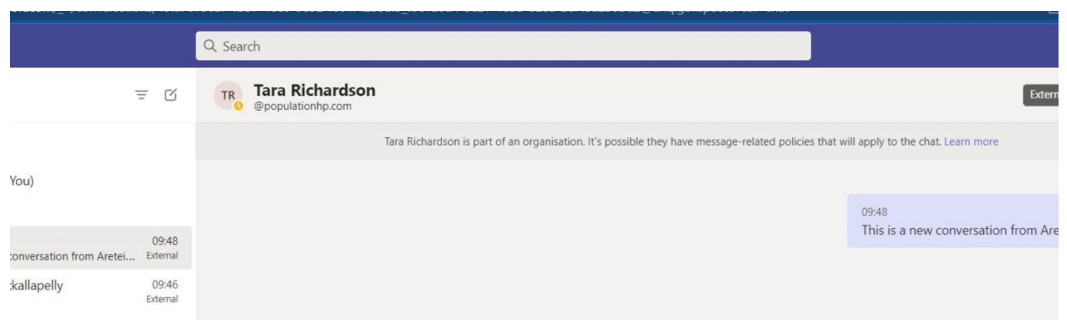 Search
TR
Tara Richardson
@populationhp.com
Extern
Tara Richardson is part of an organisation. It's possible they have message-related policies that will apply to the chat. Learn more
You)
09:48
This is a new conversation from Are
09:48
conversation from Aretei... External
kallapelly 09:46
External